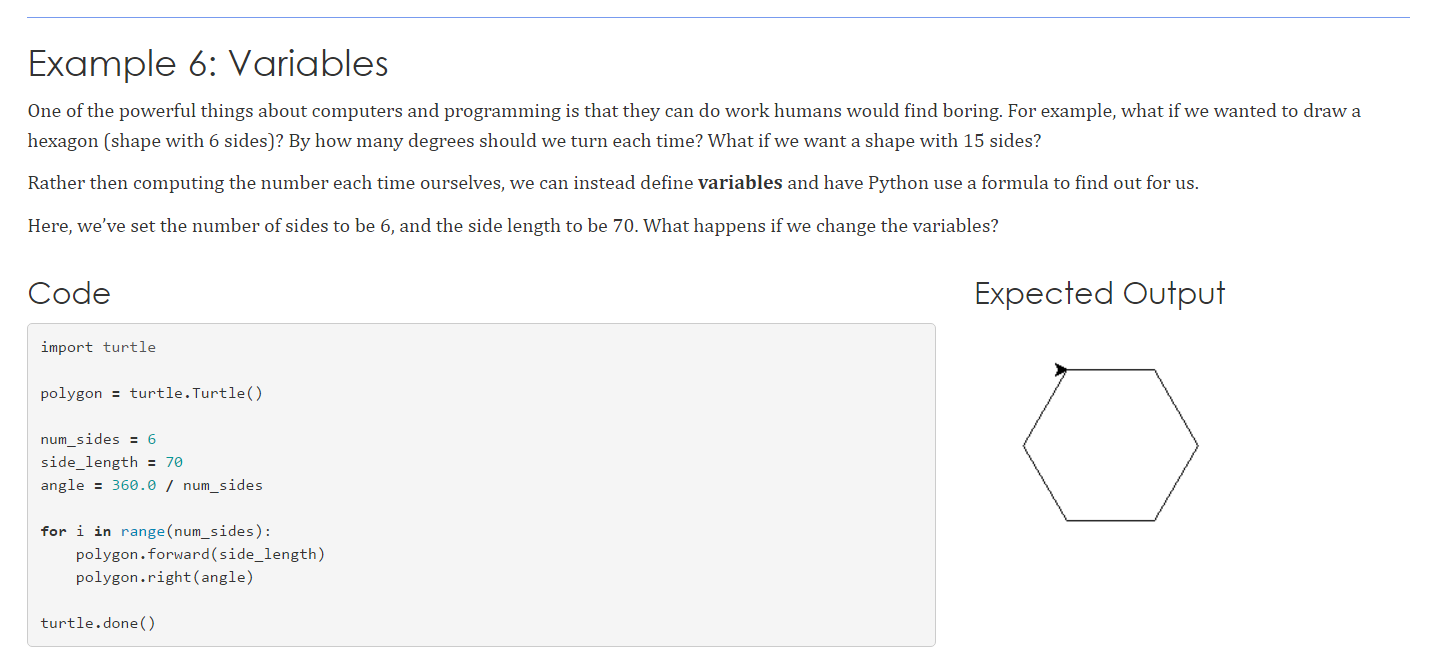 Example 6: Variables
One of the powerful things about computers and programming is that they can do work humans would find boring. For example, what if we wanted to draw a
hexagon (shape with 6 sides)? By how many degrees should we turn each time? What if we want a shape with 15 sides?
Rather then computing the number each time ourselves, we can instead define variables and have Python use a formula to find out for us.
Here, we've set the number of sides to be 6, and the side length to be 70. What happens if we change the variables?
Code
import turtle
polygon = turtle.Turtle()
num_sides = 6
side_length = 70
angle = 360.0 / num_sides
for i in range(num_sides):
    polygon.forward(side_length)
    polygon.right(angle)
turtle.done()
Expected Output